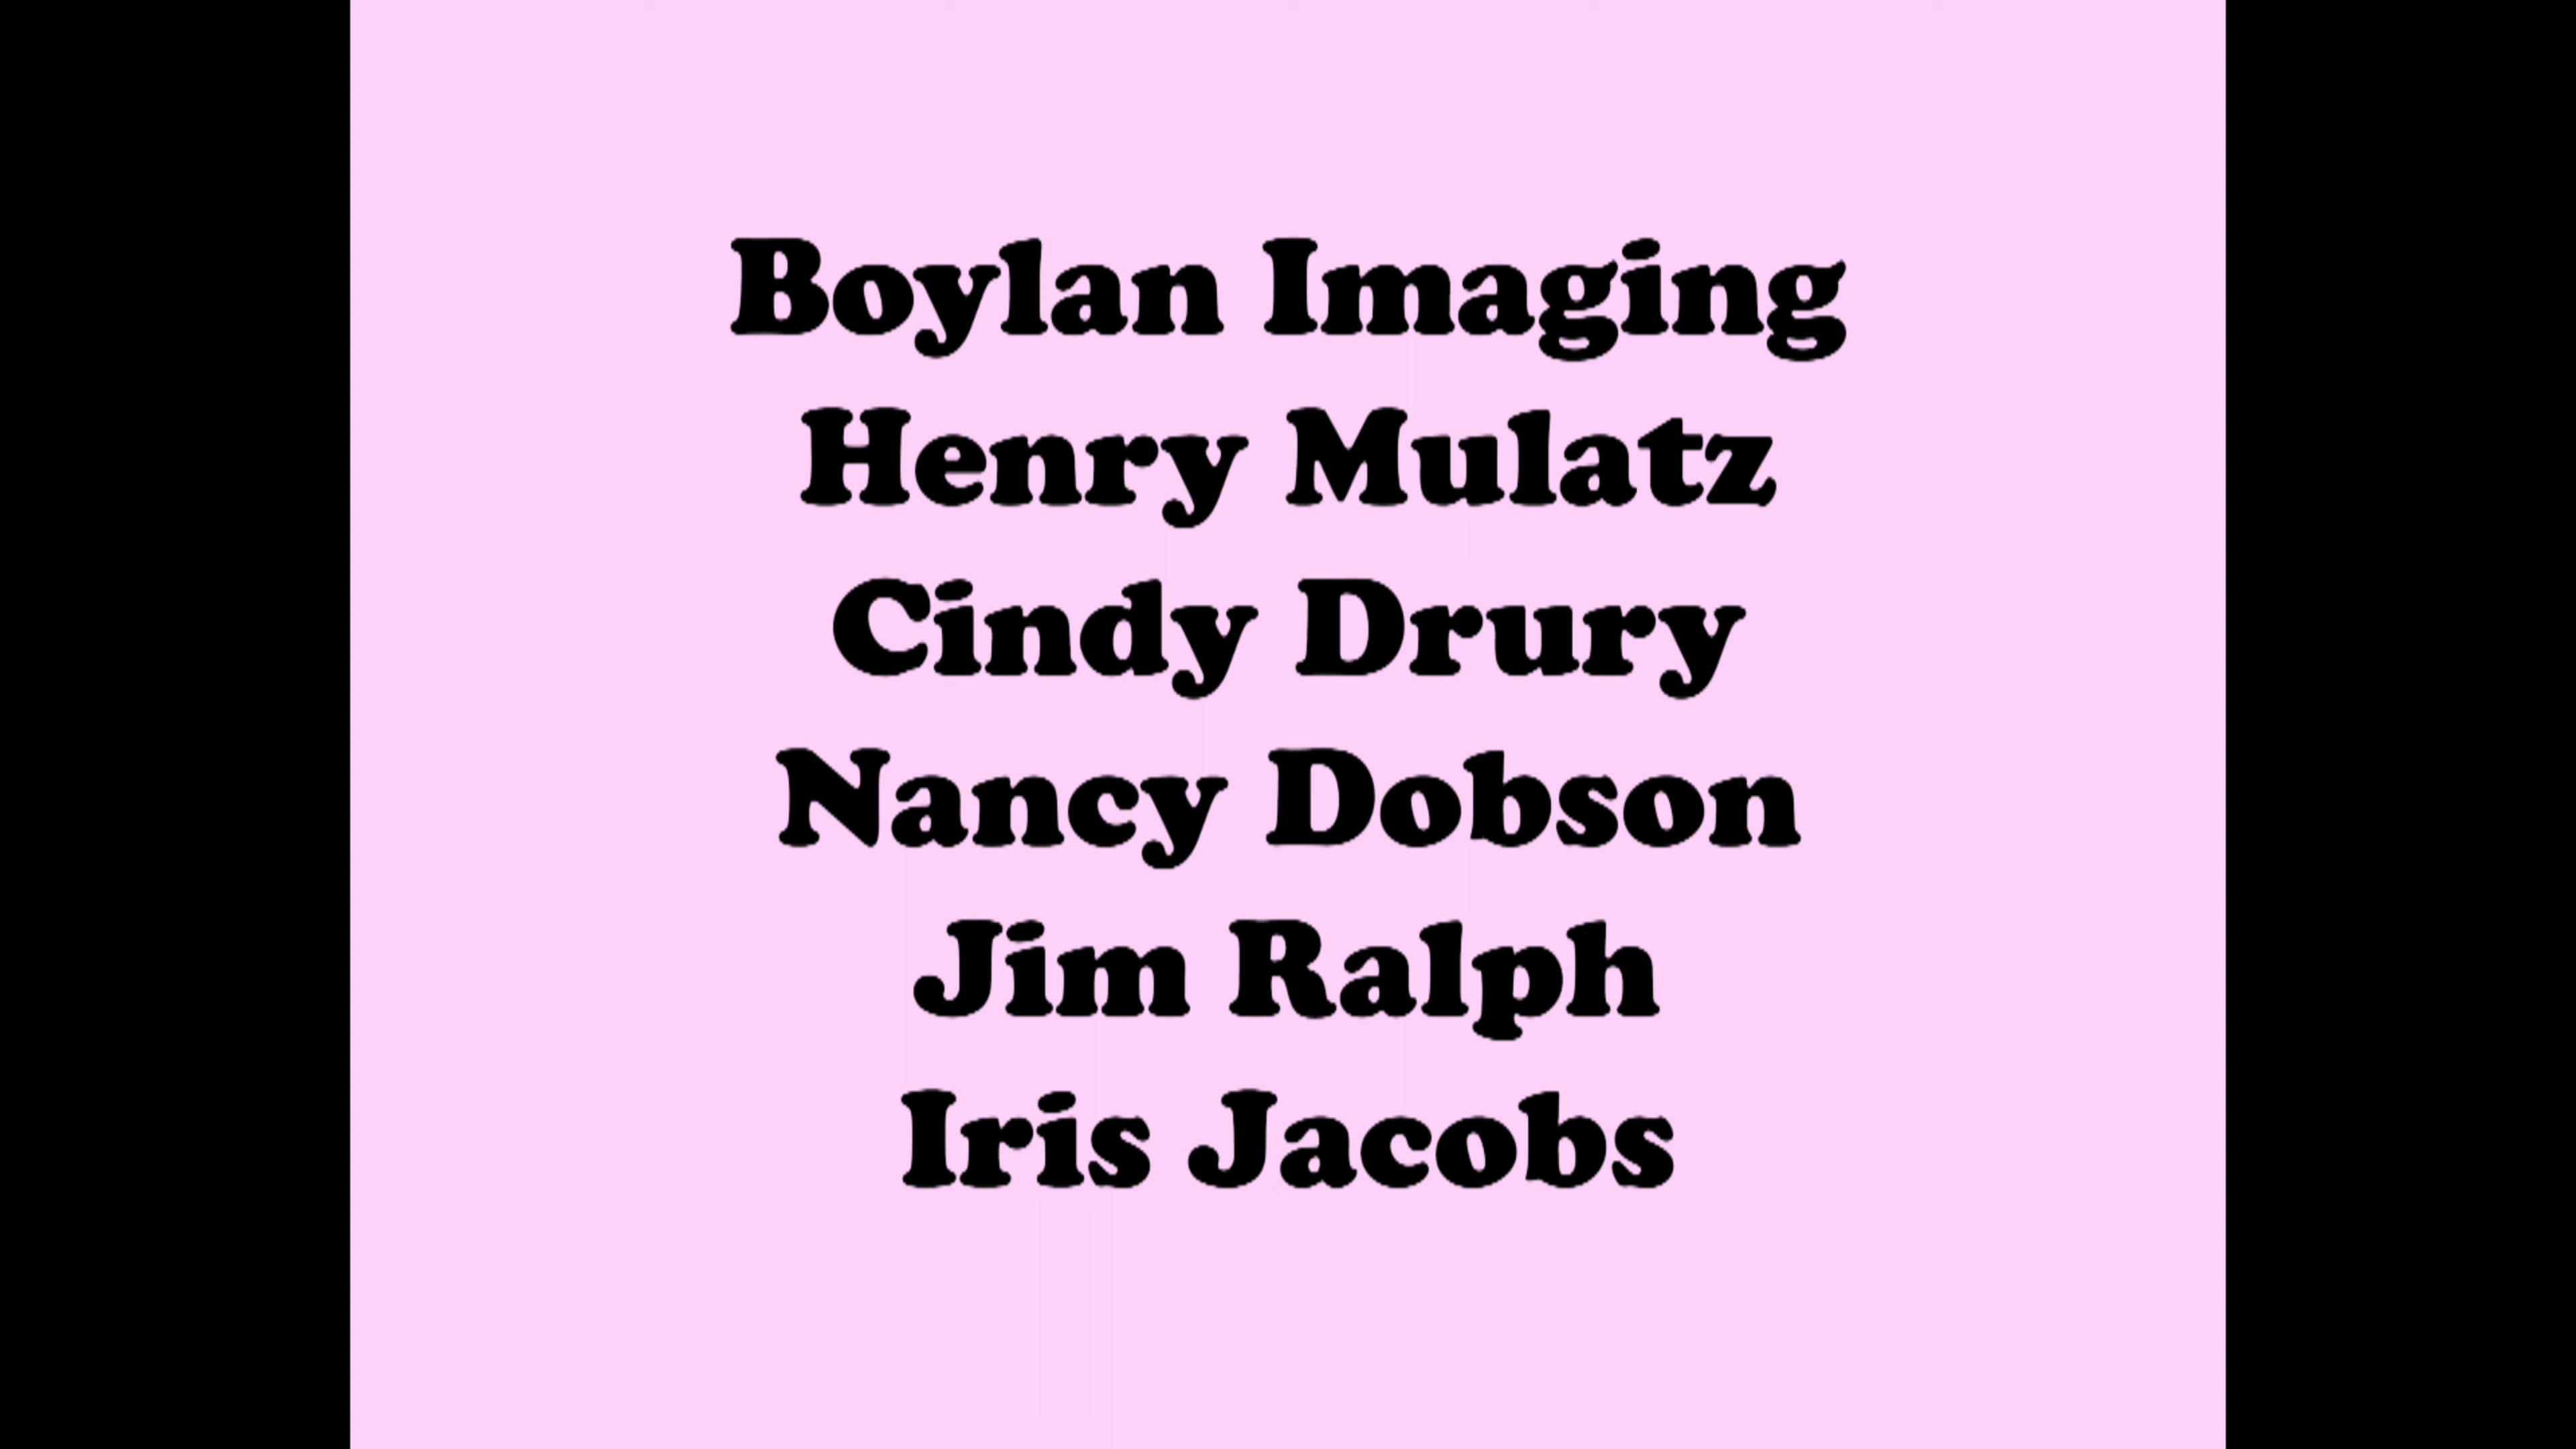 Boylan Imaging
Henry Mulatz
Cindy Drury
Nancy Dobson
Jim Ralph
Iris Jacobs